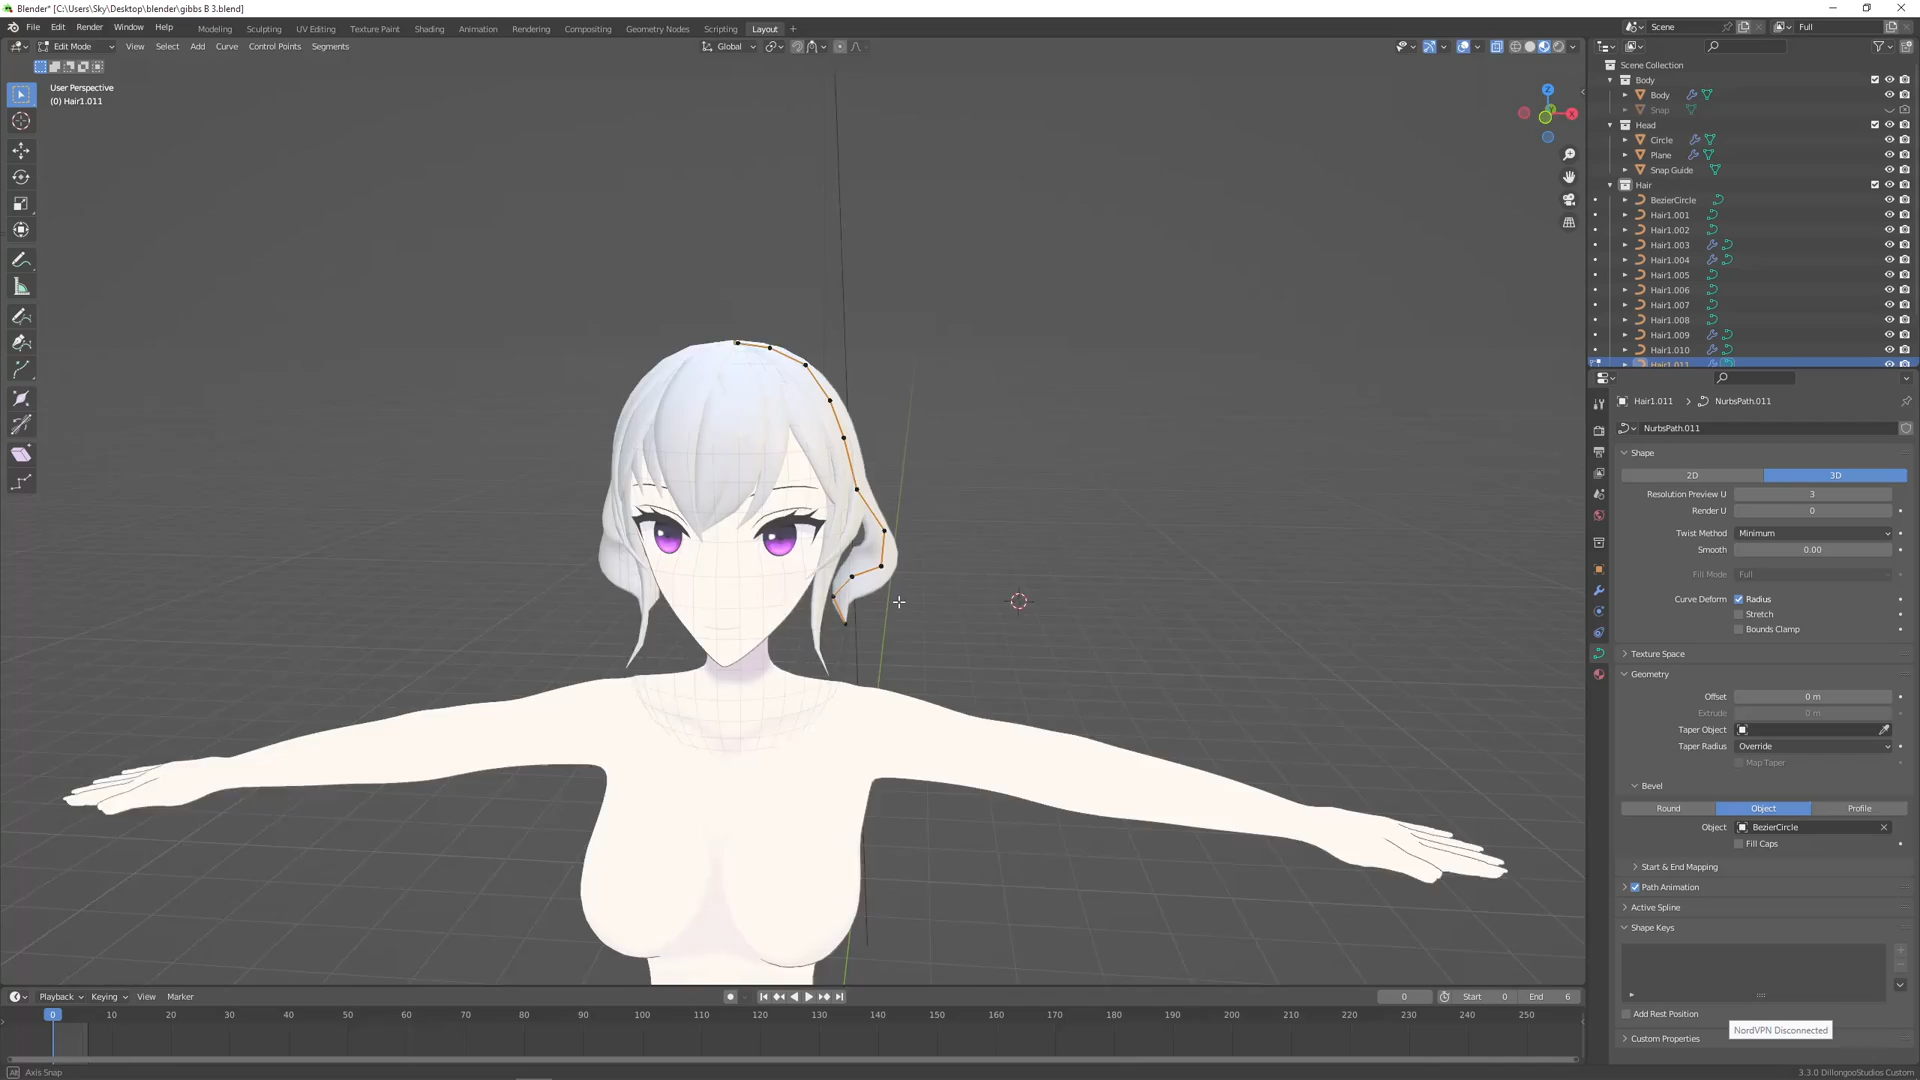 Blender* [C:\Users\Sky\Desktop\blender\gibbs B 3.blend]
File Edit Render Window Help Modeling Sculpting UV Editing Texture Paint Shading Animation Rendering Compositing Geometry Nodes Scripting Layout + Scene Full
Edit Mode View Select Add Curve Control Points Segments Global
User Perspective
(0) Hair1.011
Z
X
Scene Collection
Body
Body
Snap
Head
Circle
Plane
Snap Guide
Hair
BezierCircle
Hair1.001
Hair1.002
Hair1.003
Hair1.004
Hair1.005
Hair1.006
Hair1.007
Hair1.008
Hair1.009
Hair1.010
Hair1.011
Hair1.011 > NurbsPath.011
NurbsPath.011
Shape
2D 3D
Resolution Preview U 3
Render U 0
Twist Method Minimum
Smooth 0.00
Fill Mode Full
Curve Deform Radius
Stretch
Bounds Clamp
Texture Space
Geometry
Offset 0 m
Extrude 0 m
Taper Object
Taper Radius Override
Map Taper
Bevel
Round Object Profile
Object BezierCircle
Fill Caps
Start & End Mapping
Path Animation
Active Spline
Shape Keys
Add Rest Position
NordVPN Disconnected
Custom Properties
Playback Keying View Marker 0 Start 0 End 6
0 10 20 30 40 50 60 70 80 90 100 110 120 130 140 150 160 170 180 190 200 210 220 230 240 250
Alt Axis Snap 3.3.0 DillongooStudios Custom